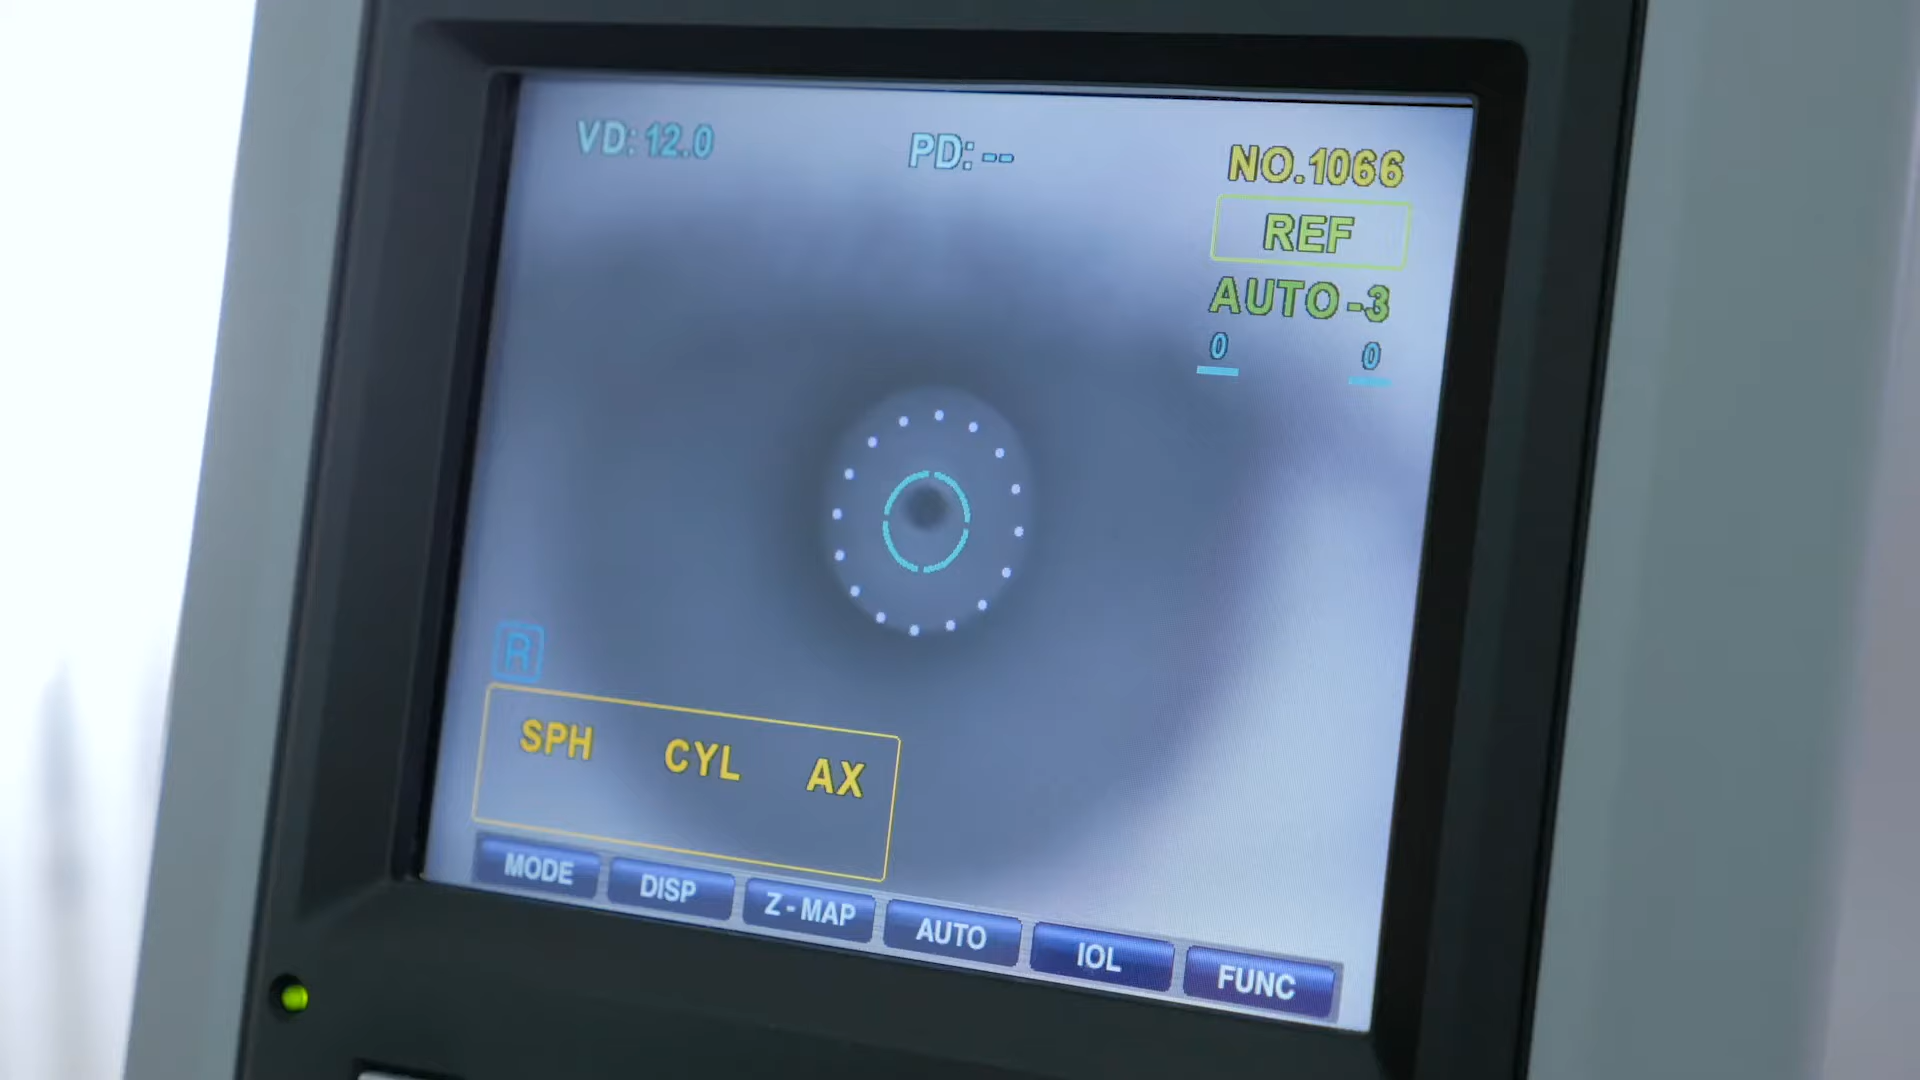 VD: 12.0 PD: --
NO.1066
REF
AUTO-3
0 0
R
SPH CYL AX
MODE DISP Z-MAP AUTO IOL FUNC